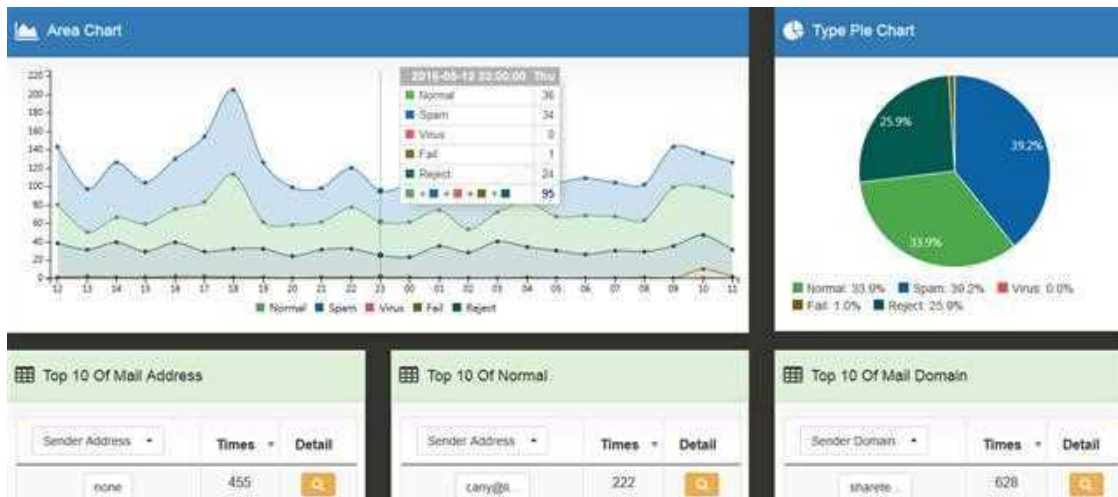 Area Chart
220
200
180
160
140
120
100
80
60
40
20
0
12 13 14 15 16 17 18 19 20 21 22 23 00 01 02 03 04 05 06 07 08 09 10 11
2016-05-12 23:00:00 Thu
Normal 36
Spam 34
Virus 0
Fail 1
Reject 24
+ + + + 95
Normal Spam Virus Fail Reject
Type Pie Chart
25.9%
39.2%
33.9%
Normal: 33.9% Spam: 39.2% Virus: 0.0%
Fail: 1.0% Reject: 25.9%
Top 10 Of Mail Address
Sender Address Times Detail
none 455
Top 10 Of Normal
Sender Address Times Detail
cany@li... 222
Top 10 Of Mail Domain
Sender Domain Times Detail
sharete... 628